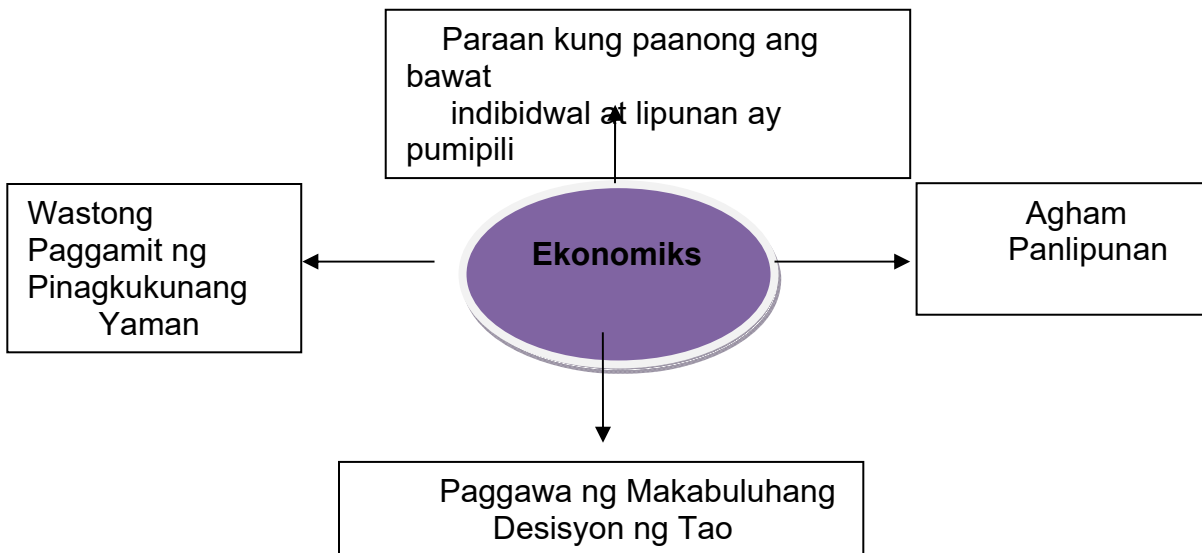 Paraan kung paanong ang
bawat
indibidwal at lipunan ay
pumipili
Wastong
Paggamit ng
Pinagkukunang
Yaman
Ekonomiks
Agham
Panlipunan
Paggawa ng Makabuluhang
Desisyon ng Tao